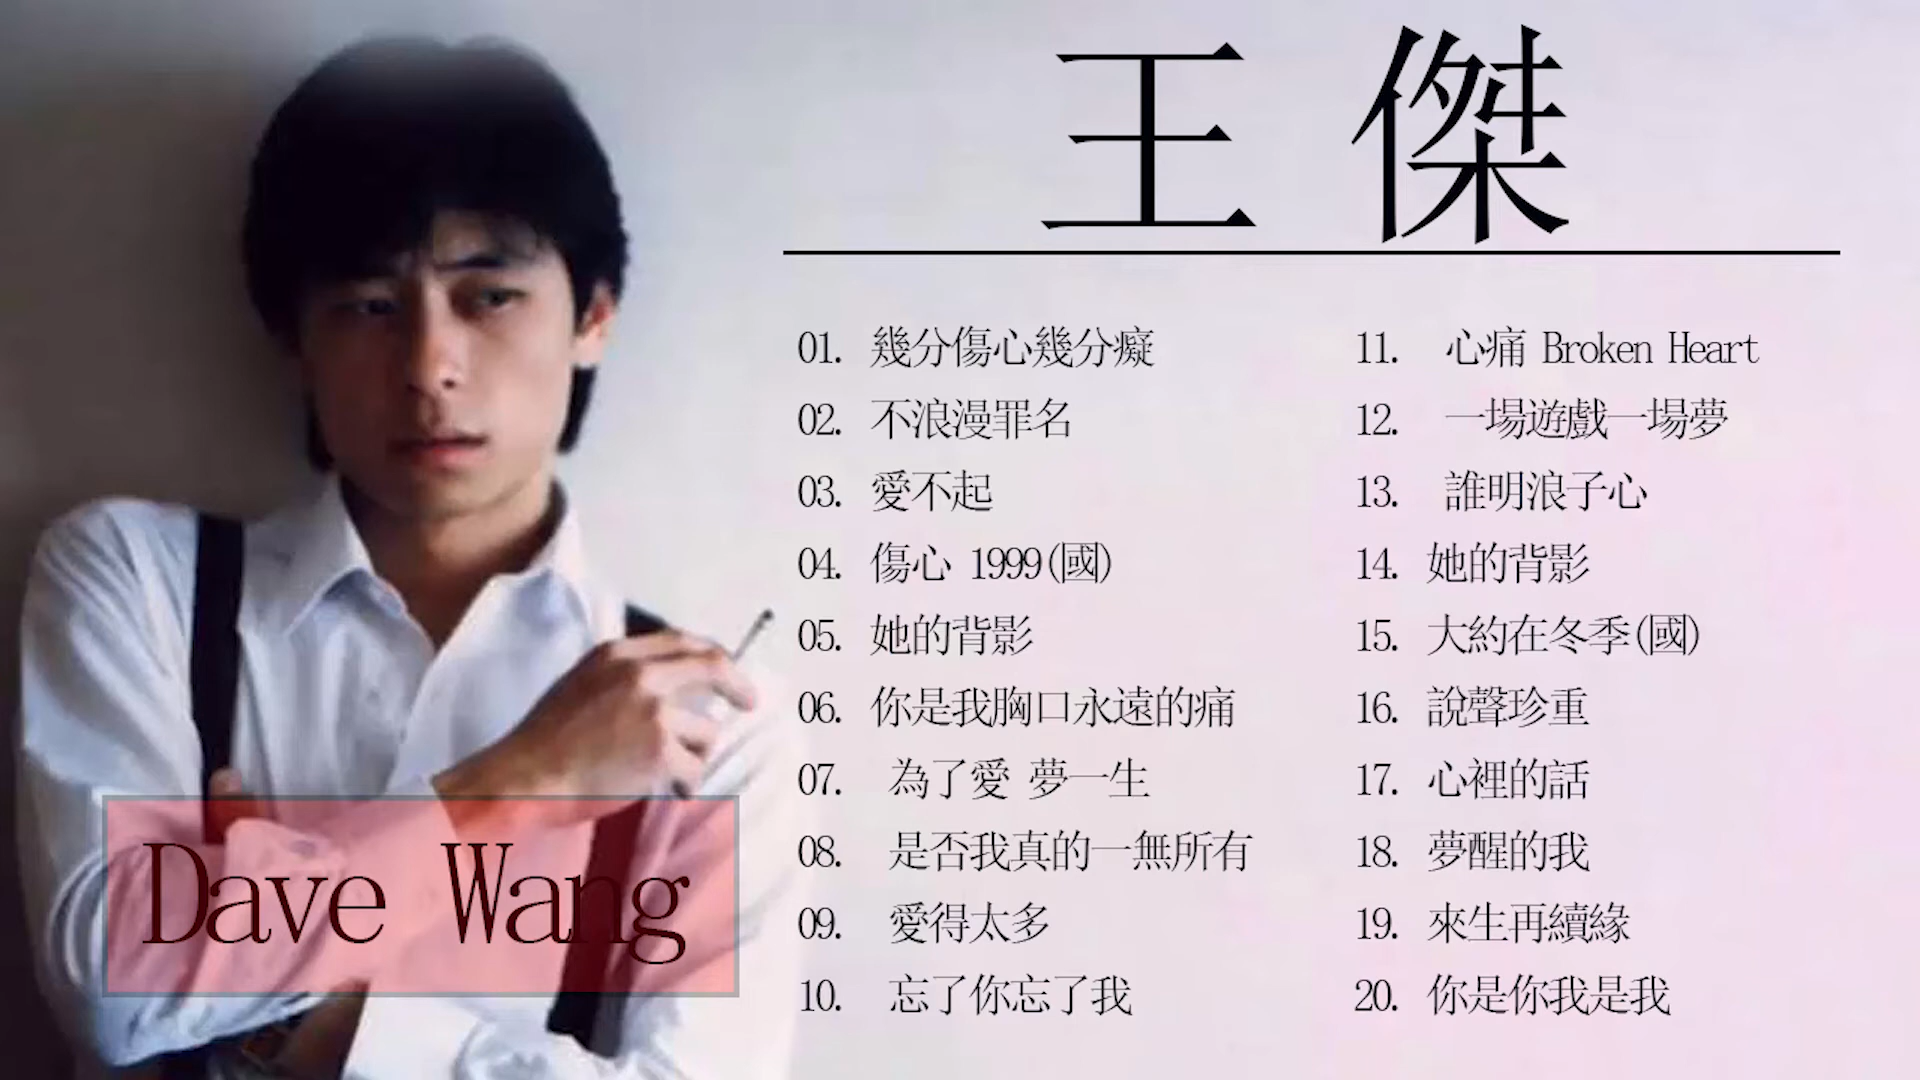 王傑
01. 幾分傷心幾分癡
02. 不浪漫罪名
03. 愛不起
04. 傷心 1999(國)
05. 她的背影
06. 你是我胸口永遠的痛
07. 為了愛 夢一生
08. 是否我真的一無所有
09. 愛得太多
10. 忘了你忘了我
11. 心痛 Broken Heart
12. 一場遊戲一場夢
13. 誰明浪子心
14. 她的背影
15. 大約在冬季(國)
16. 說聲珍重
17. 心裡的話
18. 夢醒的我
19. 來生再續緣
20. 你是你我是我
Dave Wang